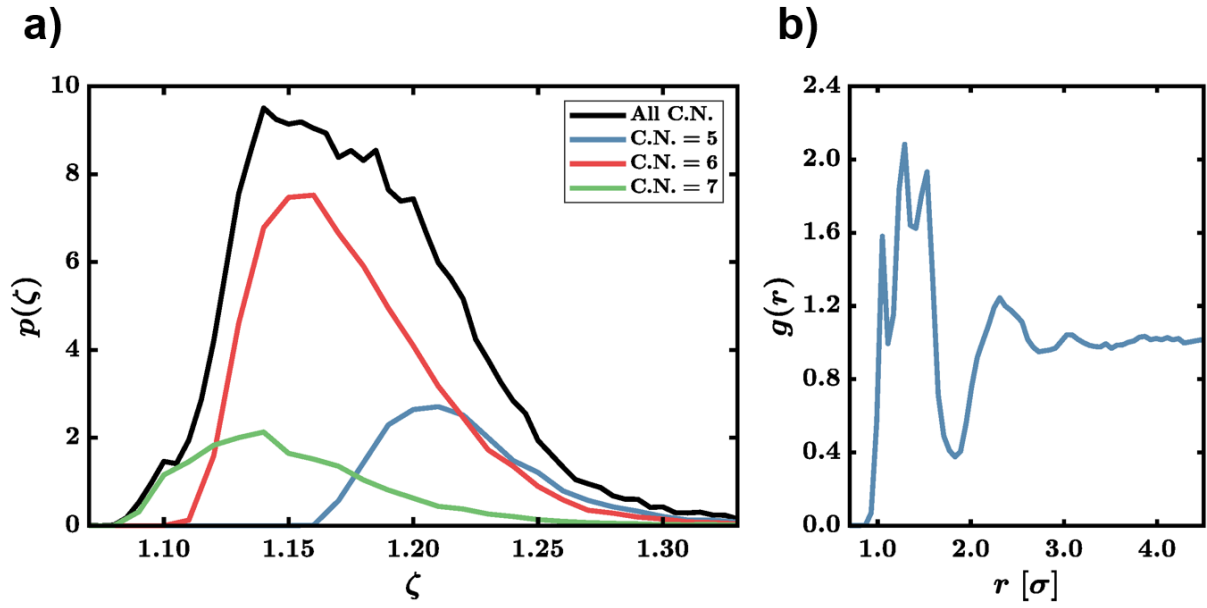 a)
10
8
6
4
2
0
p(ζ)
1.10 1.15 1.20 1.25 1.30
ζ
All C.N.
C.N. = 5
C.N. = 6
C.N. = 7
b)
2.4
2.0
1.6
1.2
0.8
0.4
0.0
g(r)
1.0 2.0 3.0 4.0
r [σ]